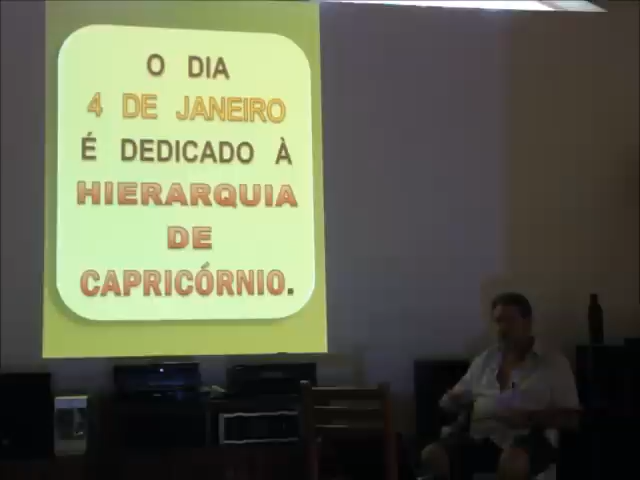 O DIA
4 DE JANEIRO
É DEDICADO À
HIERARQUIA
DE
CAPRICÓRNIO.